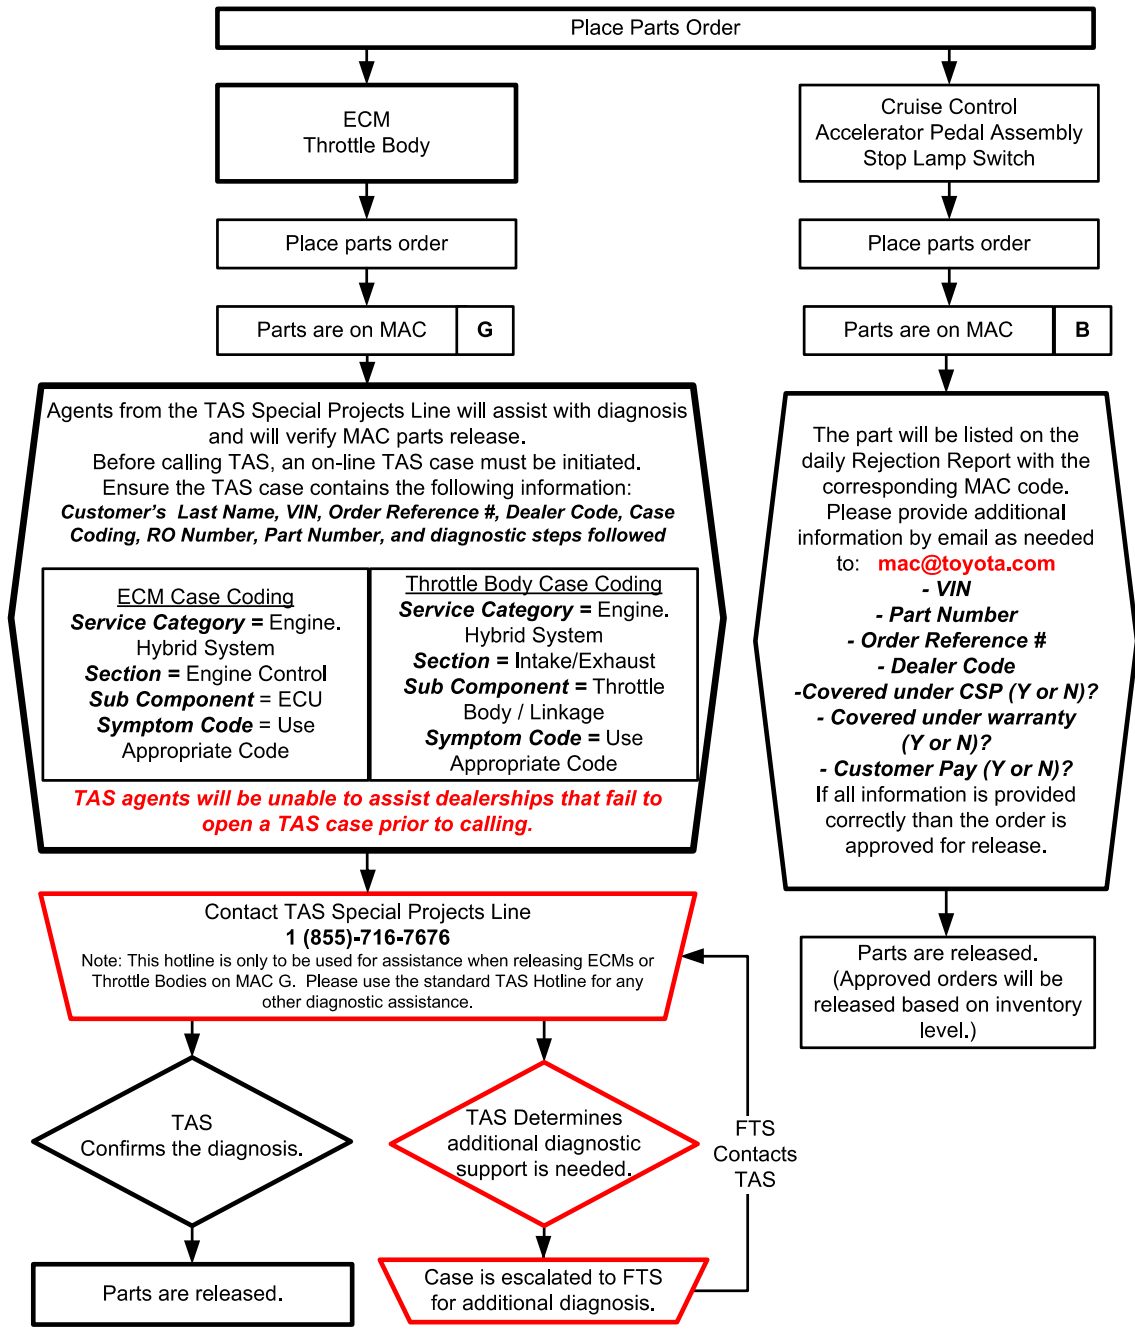 Place Parts Order
ECM
Throttle Body
Place parts order
Parts are on MAC
G
Agents from the TAS Special Projects Line will assist with diagnosis
and will verify MAC parts release.
Before calling TAS, an on-line TAS case must be initiated.
Ensure the TAS case contains the following information:
Customer's Last Name, VIN, Order Reference #, Dealer Code, Case
Coding, RO Number, Part Number, and diagnostic steps followed
ECM Case Coding
Service Category = Engine.
Hybrid System
Section = Engine Control
Sub Component = ECU
Symptom Code = Use
Appropriate Code
Throttle Body Case Coding
Service Category = Engine.
Hybrid System
Section = Intake/Exhaust
Sub Component = Throttle
Body / Linkage
Symptom Code = Use
Appropriate Code
TAS agents will be unable to assist dealerships that fail to
open a TAS case prior to calling.
Contact TAS Special Projects Line
1 (855)-716-7676
Note: This hotline is only to be used for assistance when releasing ECMs or
Throttle Bodies on MAC G. Please use the standard TAS Hotline for any
other diagnostic assistance.
TAS
Confirms the diagnosis.
Parts are released.
TAS Determines
additional diagnostic
support is needed.
Case is escalated to FTS
for additional diagnosis.
FTS
Contacts
TAS
Cruise Control
Accelerator Pedal Assembly
Stop Lamp Switch
Place parts order
Parts are on MAC
B
The part will be listed on the
daily Rejection Report with the
corresponding MAC code.
Please provide additional
information by email as needed
to: mac@toyota.com
- VIN
- Part Number
- Order Reference #
- Dealer Code
-Covered under CSP (Y or N)?
- Covered under warranty
(Y or N)?
- Customer Pay (Y or N)?
If all information is provided
correctly than the order is
approved for release.
Parts are released.
(Approved orders will be
released based on inventory
level.)